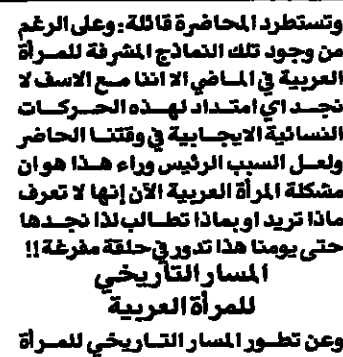 وتستطرد المحاضرة قائلة: وعلى الرغم
من وجود تلك النماذج المشرفة للمرأة
العربية في الماضي الا اننا مع الاسف لا
نجد اي امتداد لهذه الحركات
النسائية الايجابية في وقتنا الحاضر
ولعل السبب الرئيس وراء هذا هو ان
مشكلة المرأة العربية الآن إنها لا تعرف
ماذا تريد او بماذا تطالب لذا نجدها
حتى يومنا هذا تدور في حلقة مفرغة!!
المسار التأريخي
للمرأة العربية
وعن تطور المسار التاريخي للمرأة